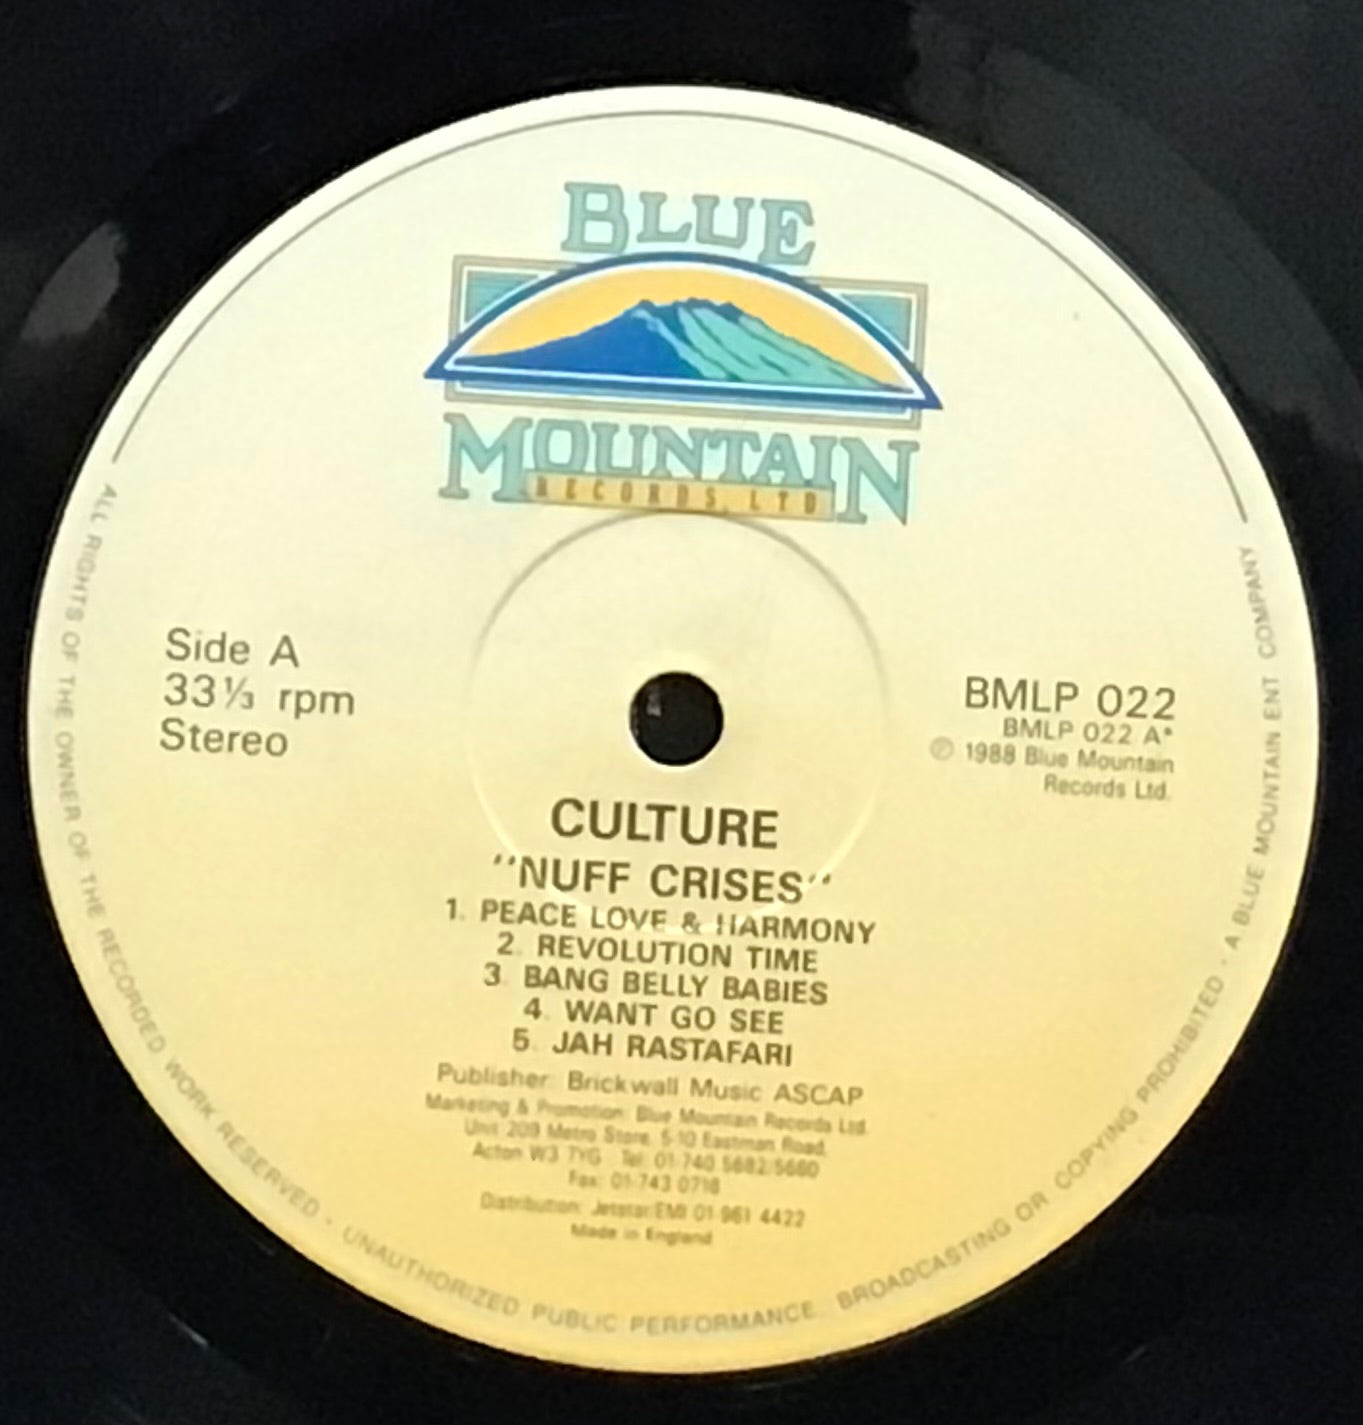 BLUE
MOUNTAIN
RECORDS, LTD
Side A
33⅓ rpm
Stereo
BMLP 022
BMLP 022 A*
℗ 1988 Blue Mountain
Records Ltd.
CULTURE
"NUFF CRISES"
1. PEACE LOVE & HARMONY
2. REVOLUTION TIME
3. BANG BELLY BABIES
4. WANT GO SEE
5. JAH RASTAFARI
Publisher: Brickwall Music ASCAP
Marketing & Promotion: Blue Mountain Records Ltd.
Unit 209 Metro Store, 5-10 Eastman Road,
Acton W3 7YG Tel: 01-740 5682/5660
Fax: 01-743 0716
Distribution: Jetstar/EMI 01-961 4422
Made in England
ALL RIGHTS OF THE OWNER OF THE RECORDED WORK RESERVED · UNAUTHORIZED PUBLIC PERFORMANCE BROADCASTING OR COPYING PROHIBITED · A BLUE MOUNTAIN ENT COMPANY